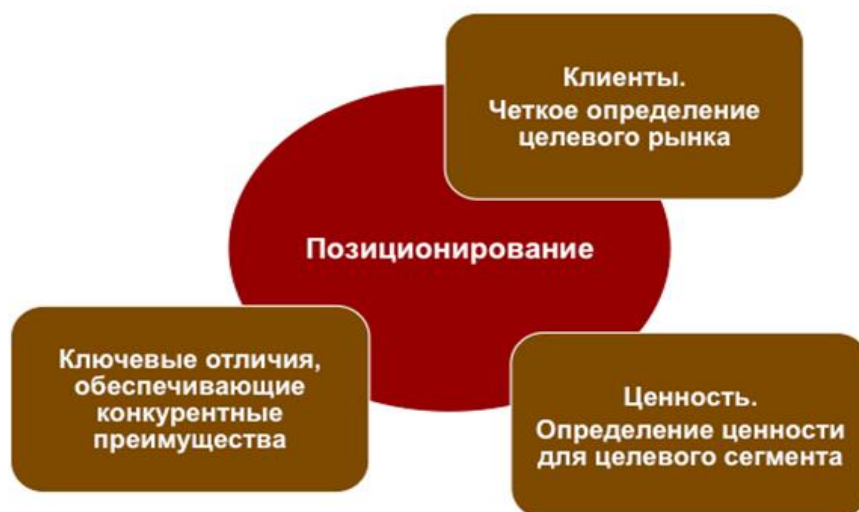 Клиенты.
Четкое определение
целевого рынка
Позиционирование
Ключевые отличия,
обеспечивающие
конкурентные
преимущества
Ценность.
Определение ценности
для целевого сегмента